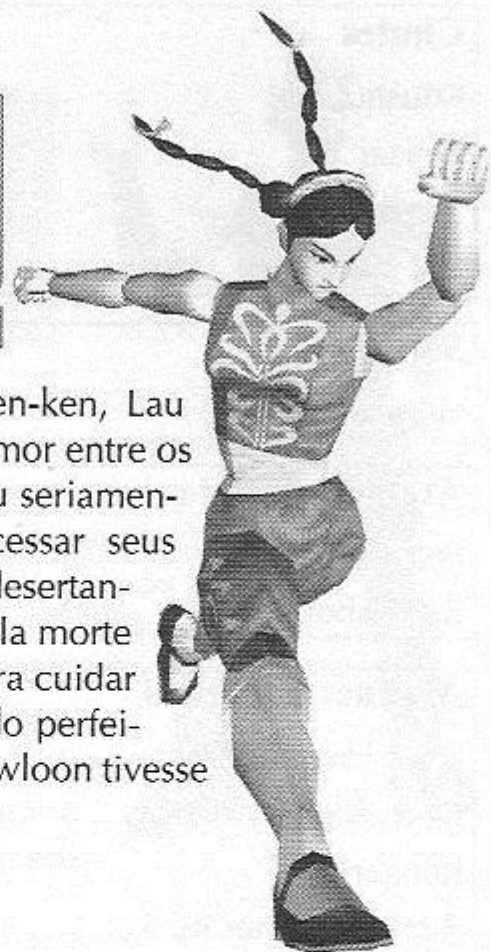 en-ken, Lau
mor entre os
u seriamen-
cessar seus
desertan-
la morte
ra cuidar
lo perfei-
wloon tivesse